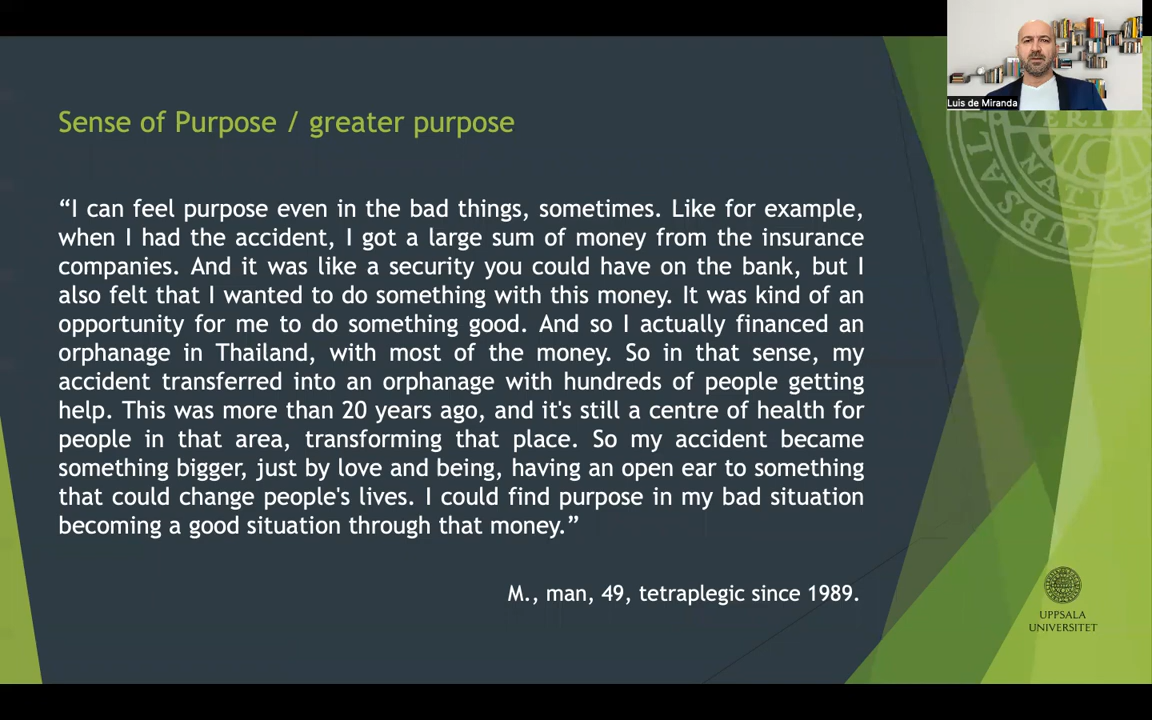 Luis de Miranda
Sense of Purpose / greater purpose
“I can feel purpose even in the bad things, sometimes. Like for example,
when I had the accident, I got a large sum of money from the insurance
companies. And it was like a security you could have on the bank, but I
also felt that I wanted to do something with this money. It was kind of an
opportunity for me to do something good. And so I actually financed an
orphanage in Thailand, with most of the money. So in that sense, my
accident transferred into an orphanage with hundreds of people getting
help. This was more than 20 years ago, and it's still a centre of health for
people in that area, transforming that place. So my accident became
something bigger, just by love and being, having an open ear to something
that could change people's lives. I could find purpose in my bad situation
becoming a good situation through that money.”
M., man, 49, tetraplegic since 1989.
UPPSALA
UNIVERSITET